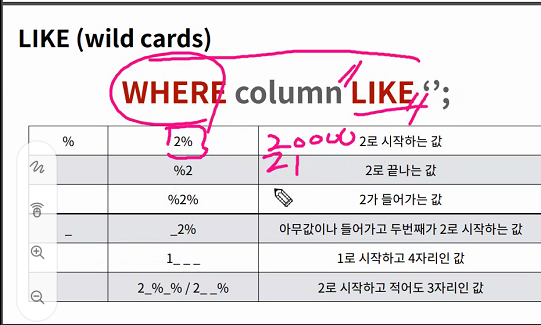 LIKE (wild cards)
WHERE column LIKE ‘’;
% 2% 20000 2로 시작하는 값
21
%2 2로 끝나는 값
%2% 2가 들어가는 값
_ _2% 아무값이나 들어가고 두번째가 2로 시작하는 값
1_ _ _ 1로 시작하고 4자리인 값
2_%_% / 2_ _% 2로 시작하고 적어도 3자리인 값